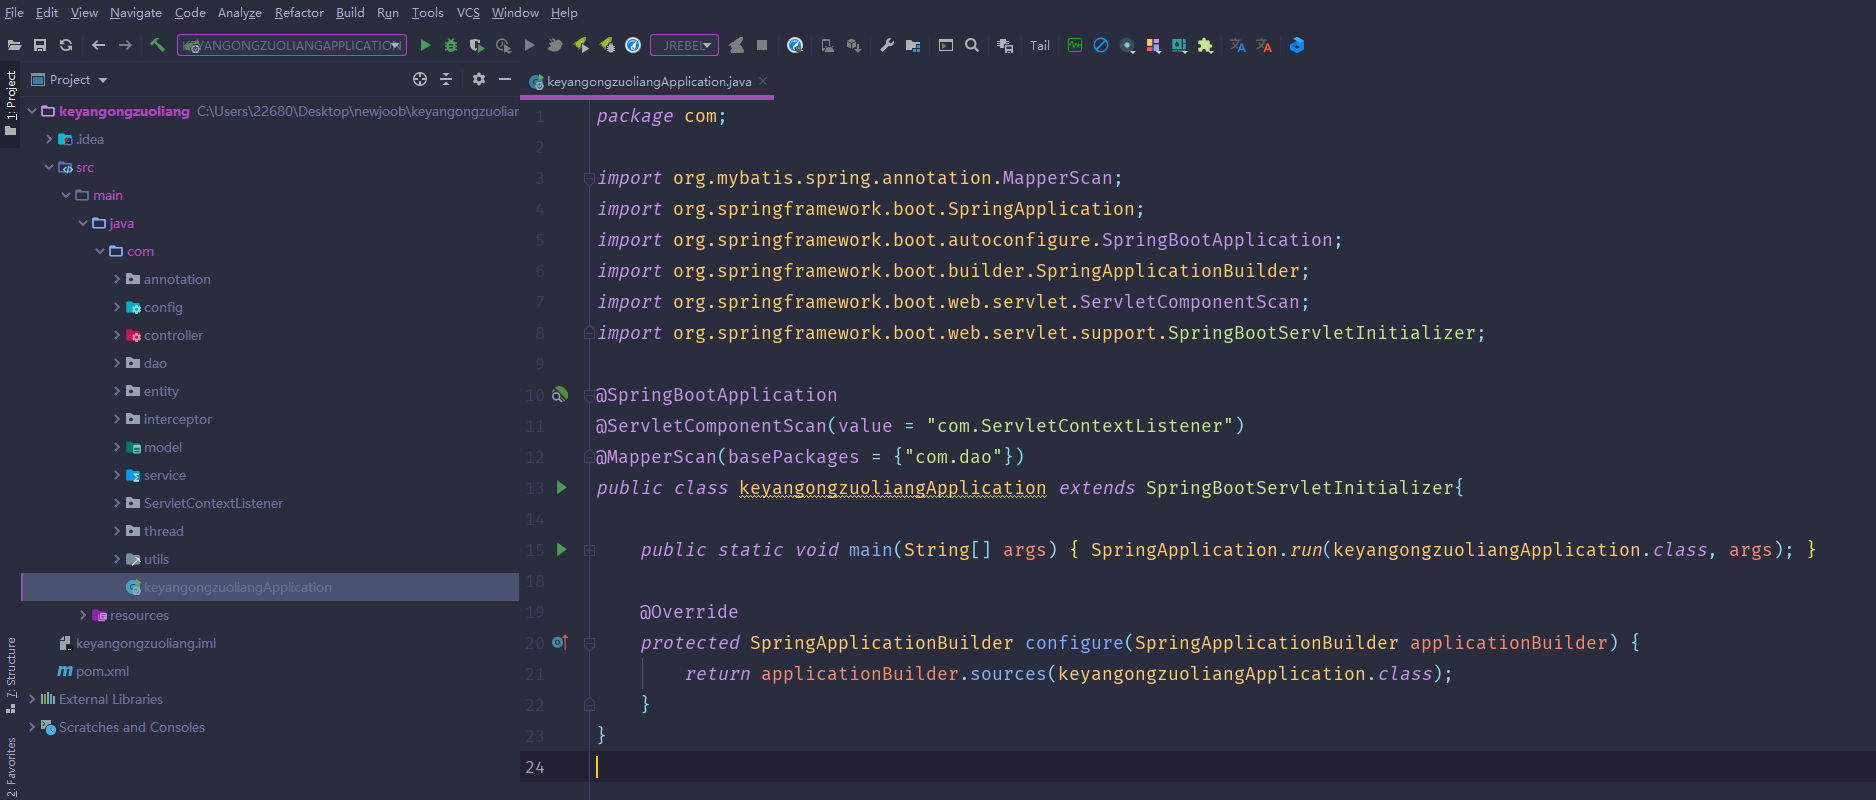 File Edit View Navigate Code Analyze Refactor Build Run Tools VCS Window Help
KEYANGONGZUOLIANGAPPLICATION JREBEL Tail
1: Project
Project
keyangongzuoliangApplication.java
keyangongzuoliang C:\Users\22680\Desktop\newjoob\keyangongzuolian
.idea
src
main
java
com
annotation
config
controller
dao
entity
interceptor
model
service
ServletContextListener
thread
utils
keyangongzuoliangApplication
resources
keyangongzuoliang.iml
pom.xml
External Libraries
Scratches and Consoles
7: Structure
2: Favorites
1 package com;
2
3 import org.mybatis.spring.annotation.MapperScan;
4 import org.springframework.boot.SpringApplication;
5 import org.springframework.boot.autoconfigure.SpringBootApplication;
6 import org.springframework.boot.builder.SpringApplicationBuilder;
7 import org.springframework.boot.web.servlet.ServletComponentScan;
8 import org.springframework.boot.web.servlet.support.SpringBootServletInitializer;
9
10 @SpringBootApplication
11 @ServletComponentScan(value = "com.ServletContextListener")
12 @MapperScan(basePackages = {"com.dao"})
13 public class keyangongzuoliangApplication extends SpringBootServletInitializer{
14
15 public static void main(String[] args) { SpringApplication.run(keyangongzuoliangApplication.class, args); }
18
19 @Override
20 protected SpringApplicationBuilder configure(SpringApplicationBuilder applicationBuilder) {
21 return applicationBuilder.sources(keyangongzuoliangApplication.class);
22 }
23 }
24